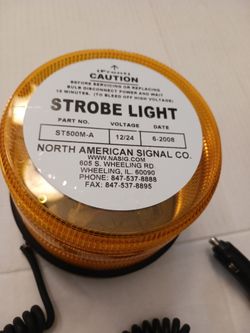 (Front)
CAUTION
BEFORE SERVICING OR REPLACING
BULB DISCONNECT POWER AND WAIT
15 MINUTES. (TO BLEED OFF HIGH VOLTAGE)
STROBE LIGHT
PART NO. VOLTAGE DATE
ST500M-A 12/24 6-2008
NORTH AMERICAN SIGNAL CO.
WWW.NASIG.COM
605 S. WHEELING RD
WHEELING, IL. 60090
PHONE: 847-537-8888
FAX: 847-537-8895